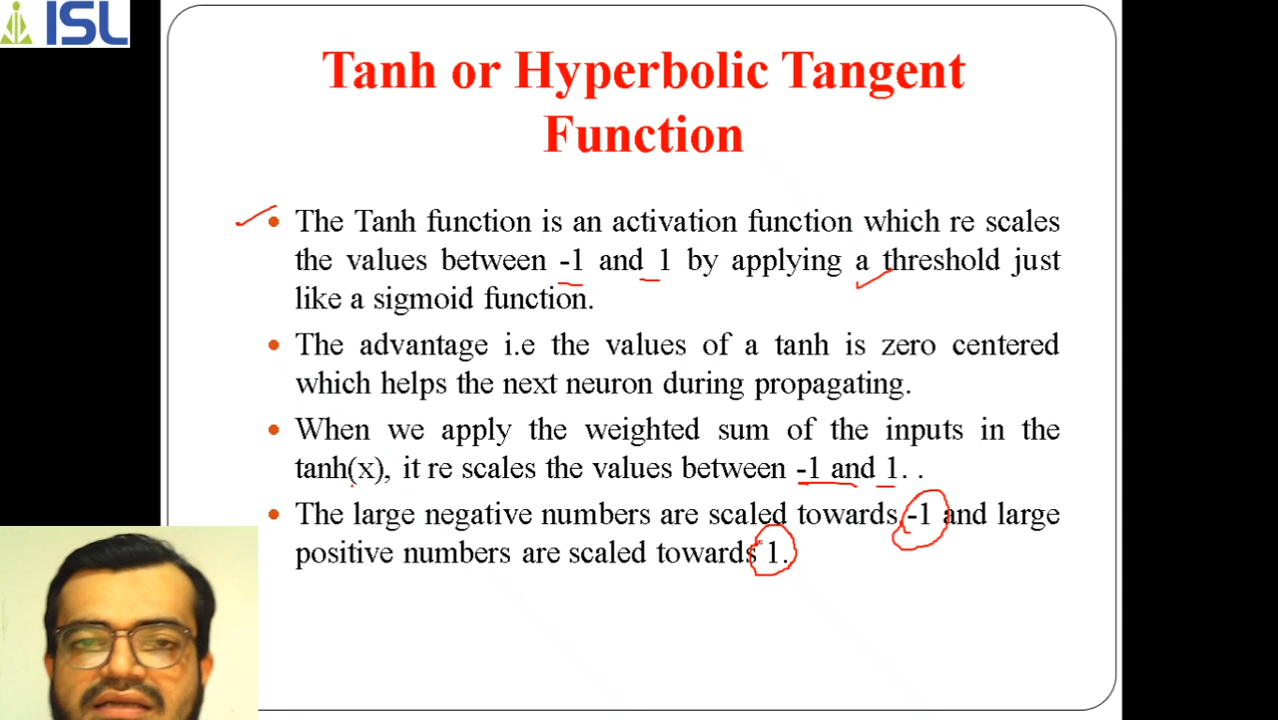 ISL
Tanh or Hyperbolic Tangent
Function
• The Tanh function is an activation function which re scales
the values between -1 and 1 by applying a threshold just
like a sigmoid function.
• The advantage i.e the values of a tanh is zero centered
which helps the next neuron during propagating.
• When we apply the weighted sum of the inputs in the
tanh(x), it re scales the values between -1 and 1. .
• The large negative numbers are scaled towards -1 and large
positive numbers are scaled towards 1.